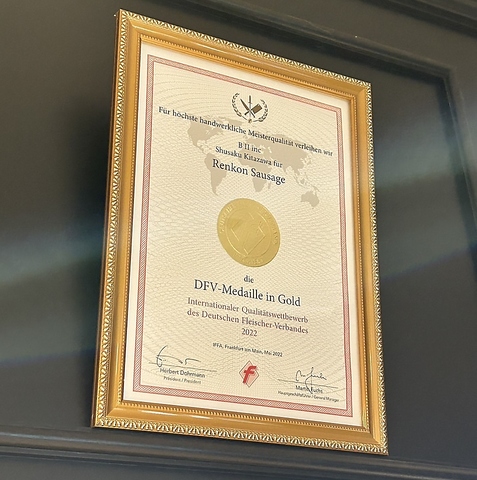 Für höchste handwerkliche Meisterqualität verleihen wir
B'II inc
Shusaku Kitazawa für
Renkon Sausage
die
DFV-Medaille in Gold
Internationaler Qualitätswettbewerb
des Deutschen Fleischer-Verbandes
2022
IFFA, Frankfurt am Main, Mai 2022
Herbert Dohrmann
Präsident / President
Martin Fuchs
Hauptgeschäftsführer / General Manager
f